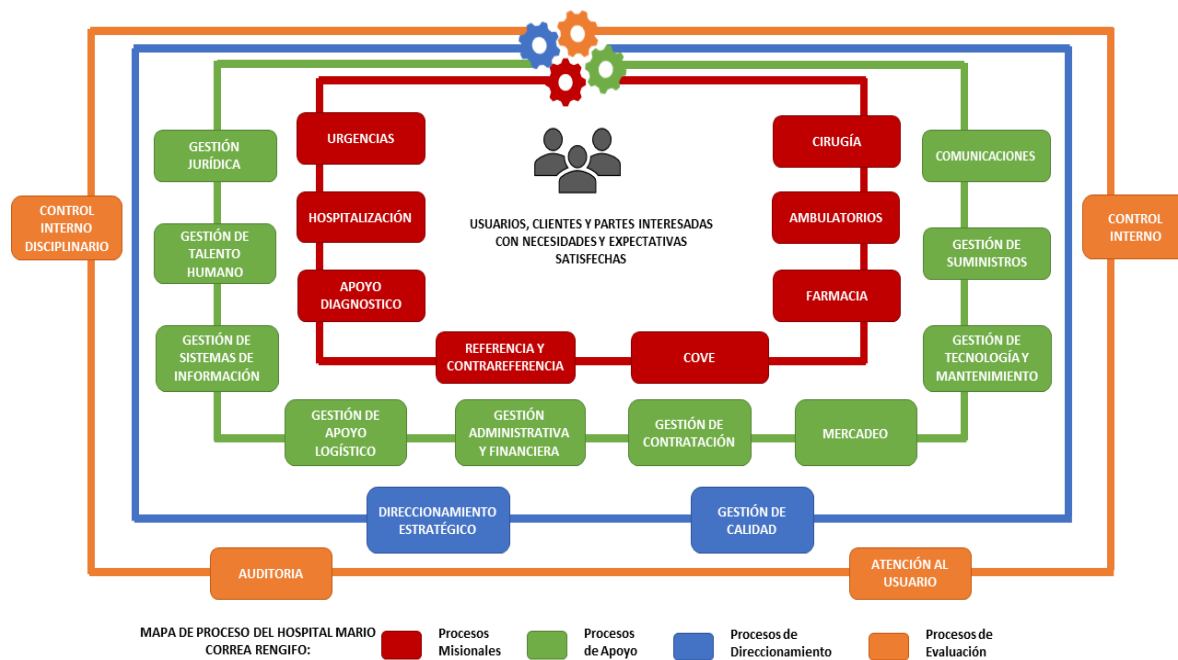 URGENCIAS
CIRUGÍA
GESTIÓN
JURÍDICA
COMUNICACIONES
CONTROL
INTERNO
DISCIPLINARIO
HOSPITALIZACIÓN
USUARIOS, CLIENTES Y PARTES INTERESADAS
CON NECESIDADES Y EXPECTATIVAS
SATISFECHAS
AMBULATORIOS
CONTROL
INTERNO
GESTIÓN DE
TALENTO
HUMANO
GESTIÓN DE
SUMINISTROS
APOYO
DIAGNOSTICO
FARMACIA
GESTIÓN DE
SISTEMAS DE
INFORMACIÓN
REFERENCIA Y
CONTRAREFERENCIA
COVE
GESTIÓN DE
TECNOLOGÍA Y
MANTENIMIENTO
GESTIÓN DE
APOYO
LOGÍSTICO
GESTIÓN
ADMINISTRATIVA
Y FINANCIERA
GESTIÓN DE
CONTRATACIÓN
MERCADEO
DIRECCIONAMIENTO
ESTRATÉGICO
GESTIÓN DE
CALIDAD
AUDITORIA
ATENCIÓN AL
USUARIO
MAPA DE PROCESO DEL HOSPITAL MARIO
CORREA RENGIFO:
Procesos
Misionales
Procesos
de Apoyo
Procesos de
Direccionamiento
Procesos de
Evaluación